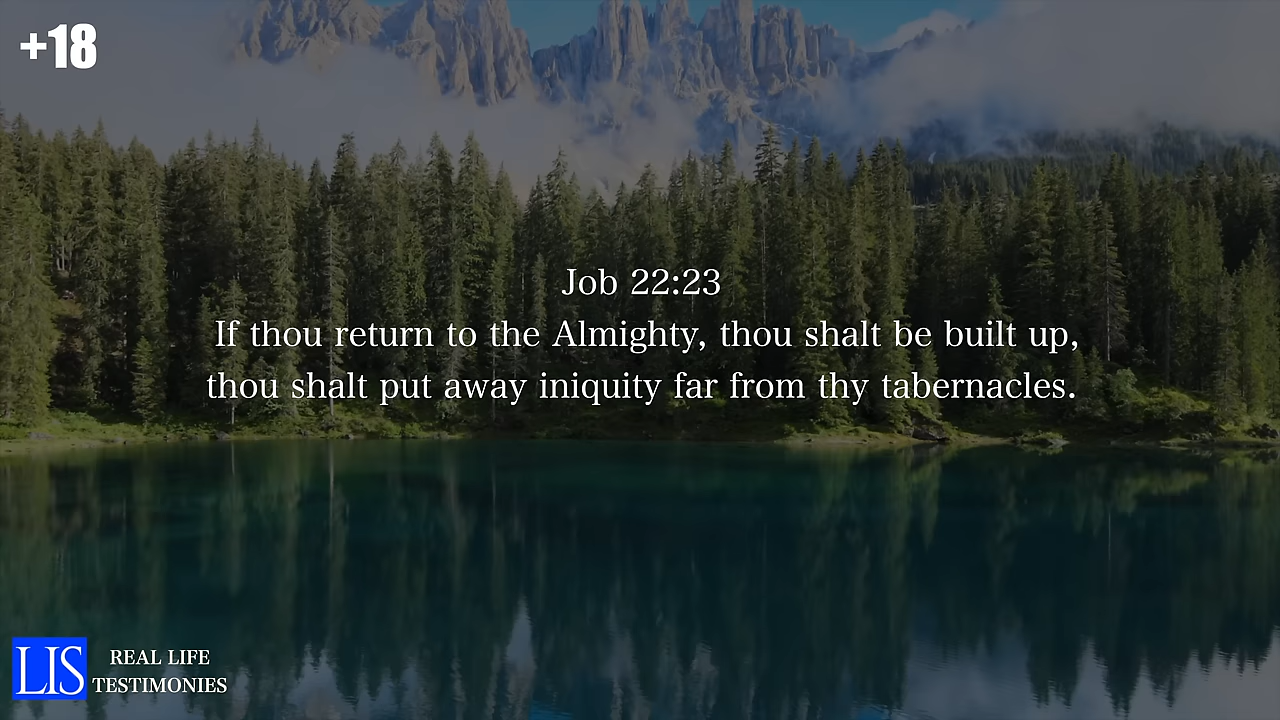 +18
Job 22:23
If thou return to the Almighty, thou shalt be built up,
thou shalt put away iniquity far from thy tabernacles.
LIS
REAL LIFE
TESTIMONIES